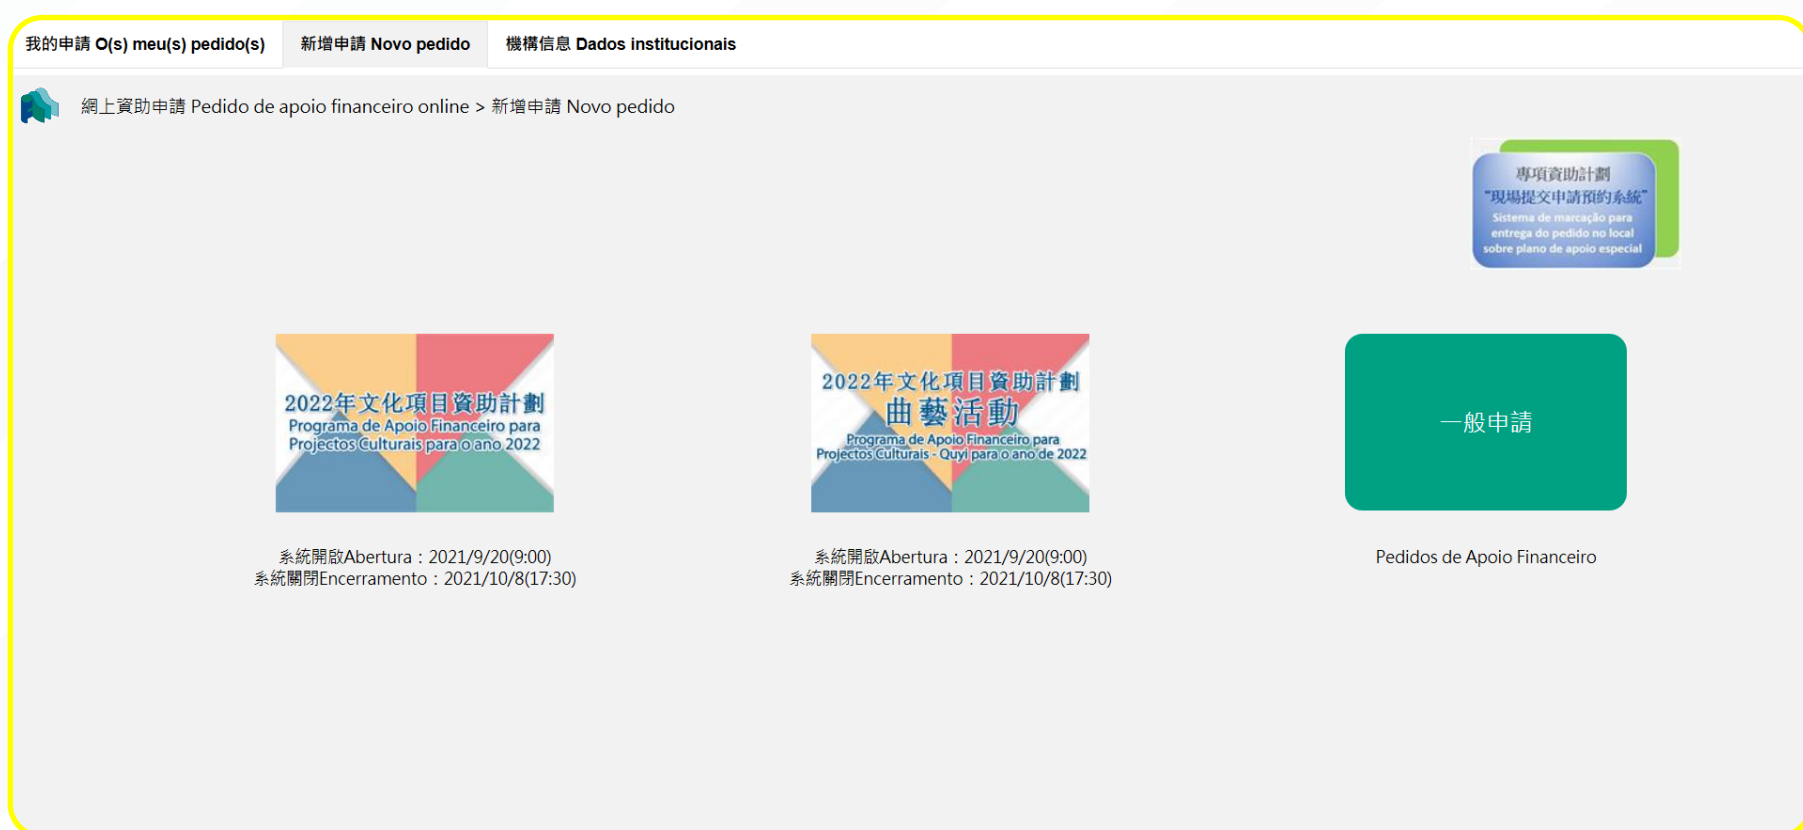 我的申請 O(s) meu(s) pedido(s)
新增申請 Novo pedido
機構信息 Dados institucionais
網上資助申請 Pedido de apoio financeiro online > 新增申請 Novo pedido
專項資助計劃
“現場提交申請預約系統”
Sistema de marcação para
entrega do pedido no local
sobre plano de apoio especial
2022年文化項目資助計劃
Programa de Apoio Financeiro para
Projectos Culturais para o ano 2022
系統開啟Abertura：2021/9/20(9:00)
系統關閉Encerramento：2021/10/8(17:30)
2022年文化項目資助計劃
曲藝活動
Programa de Apoio Financeiro para
Projectos Culturais - Quyi para o ano de 2022
系統開啟Abertura：2021/9/20(9:00)
系統關閉Encerramento：2021/10/8(17:30)
一般申請
Pedidos de Apoio Financeiro